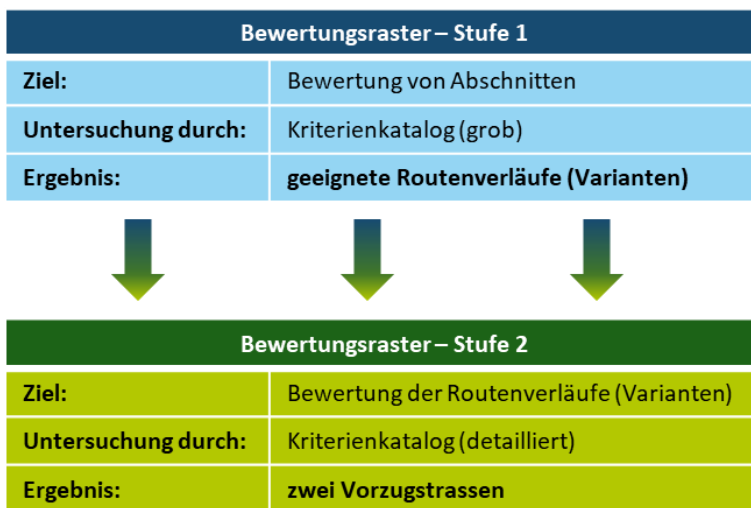 Bewertungsraster – Stufe 1
Ziel: Bewertung von Abschnitten
Untersuchung durch: Kriterienkatalog (grob)
Ergebnis: geeignete Routenverläufe (Varianten)
Bewertungsraster – Stufe 2
Ziel: Bewertung der Routenverläufe (Varianten)
Untersuchung durch: Kriterienkatalog (detailliert)
Ergebnis: zwei Vorzugstrassen